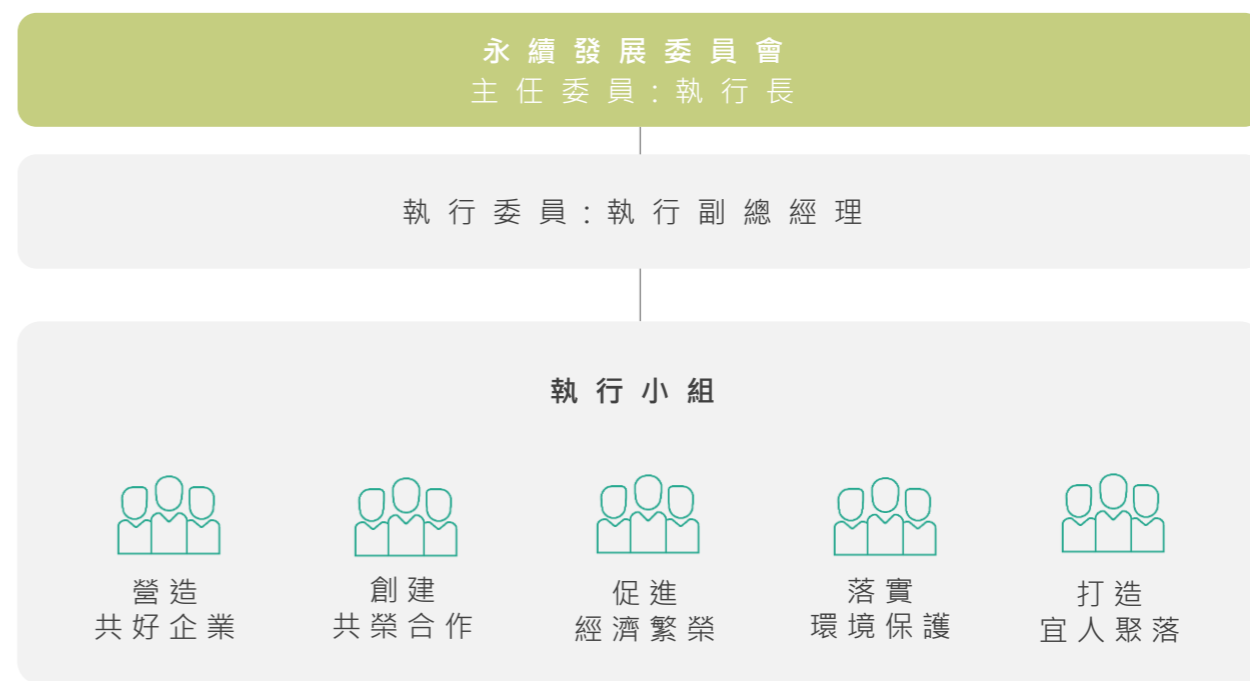 永續發展委員會
主任委員:執行長
執行委員:執行副總經理
執行小組
營造
共好企業
創建
共榮合作
促進
經濟繁榮
落實
環境保護
打造
宜人聚落